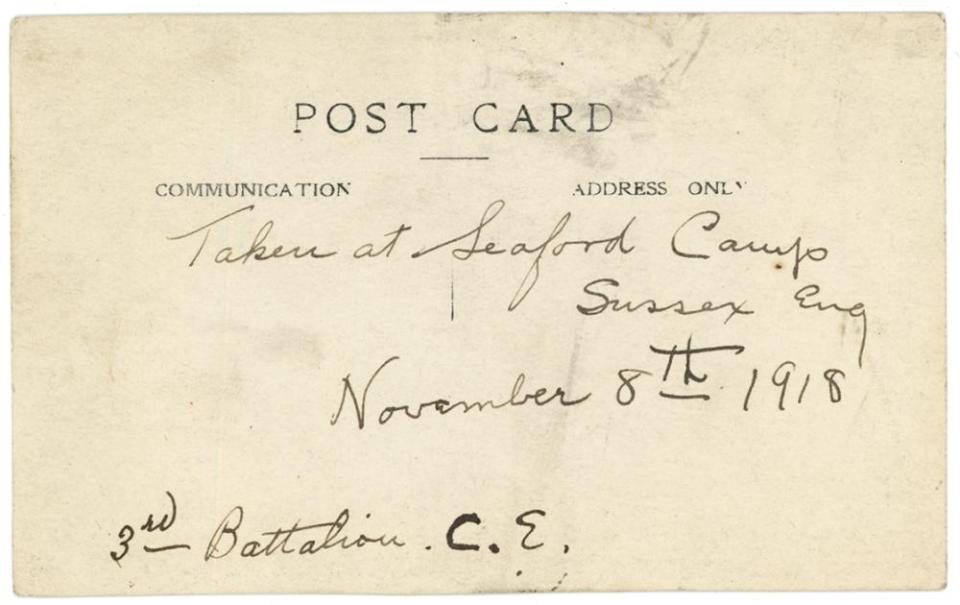 POST CARD
COMMUNICATION ADDRESS ONLY
Taken at Seaford Camp
Sussex Eng
November 8th 1918
3rd Battalion. C. E.